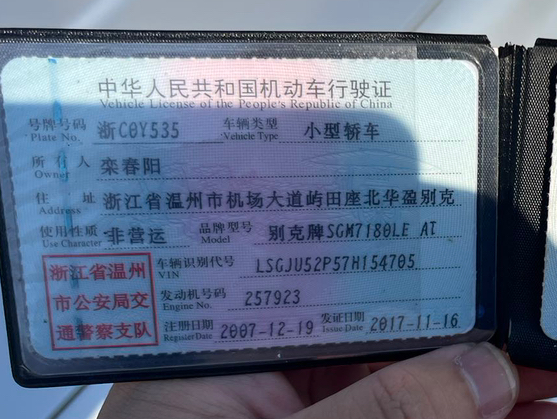 中华人民共和国机动车行驶证
Vehicle License of the People's Republic of China
号牌号码 Plate No. 浙C0Y535 车辆类型 Vehicle Type 小型轿车
所有人 Owner 栾春阳
住址 Address 浙江省温州市机场大道屿田座北华盈别克
使用性质 Use Character 非营运 品牌型号 Model 别克牌SGM7180LE AT
浙江省温州市公安局交通警察支队
车辆识别代号 VIN LSGJU52P57H154705
发动机号码 Engine No. 257923
注册日期 Register Date 2007-12-19 发证日期 Issue Date 2017-11-16